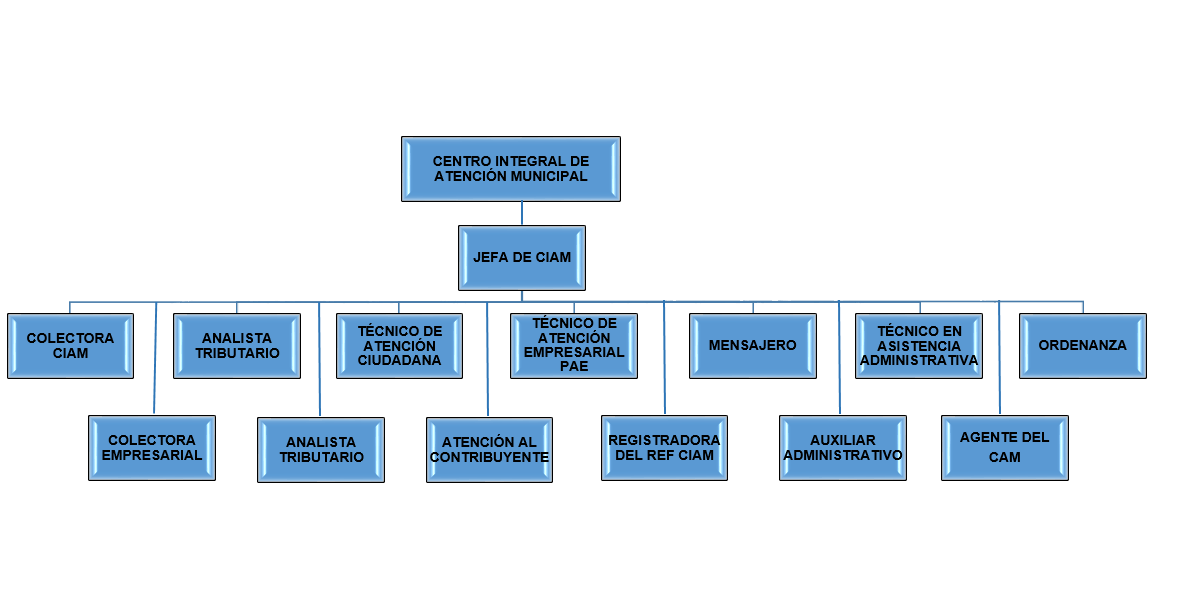 CENTRO INTEGRAL DE
ATENCIÓN MUNICIPAL
JEFA DE CIAM
COLECTORA
CIAM
ANALISTA
TRIBUTARIO
TÉCNICO DE
ATENCIÓN
CIUDADANA
TÉCNICO DE
ATENCIÓN
EMPRESARIAL
PAE
MENSAJERO
TÉCNICO EN
ASISTENCIA
ADMINISTRATIVA
ORDENANZA
COLECTORA
EMPRESARIAL
ANALISTA
TRIBUTARIO
ATENCIÓN AL
CONTRIBUYENTE
REGISTRADORA
DEL REF CIAM
AUXILIAR
ADMINISTRATIVO
AGENTE DEL
CAM